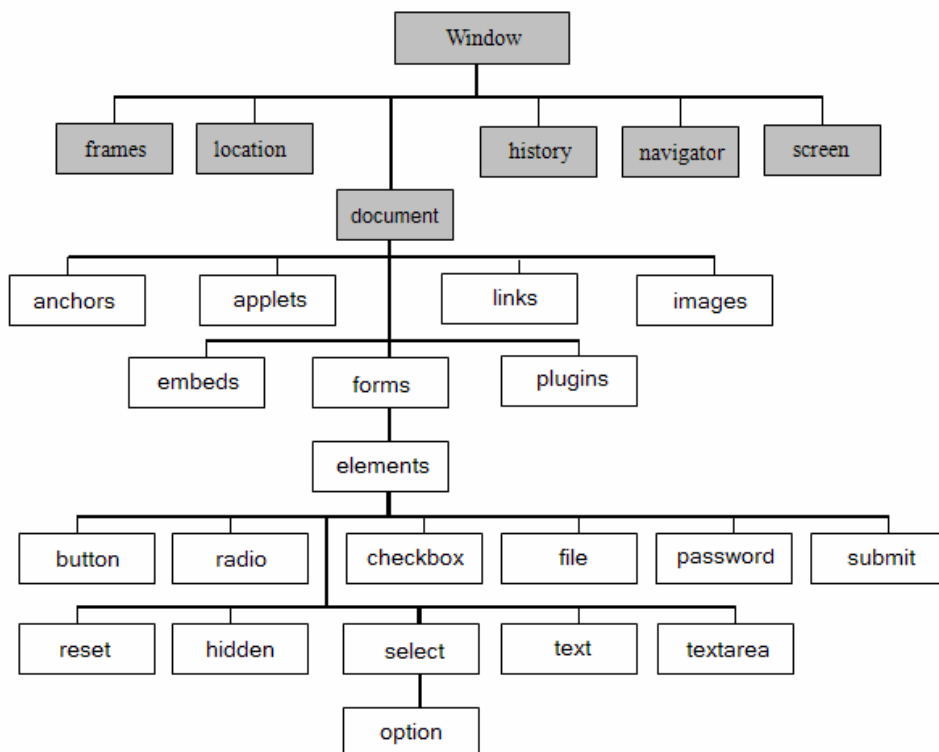 Window
frames
location
history
navigator
screen
document
anchors
applets
links
images
embeds
forms
plugins
elements
button
radio
checkbox
file
password
submit
reset
hidden
select
text
textarea
option